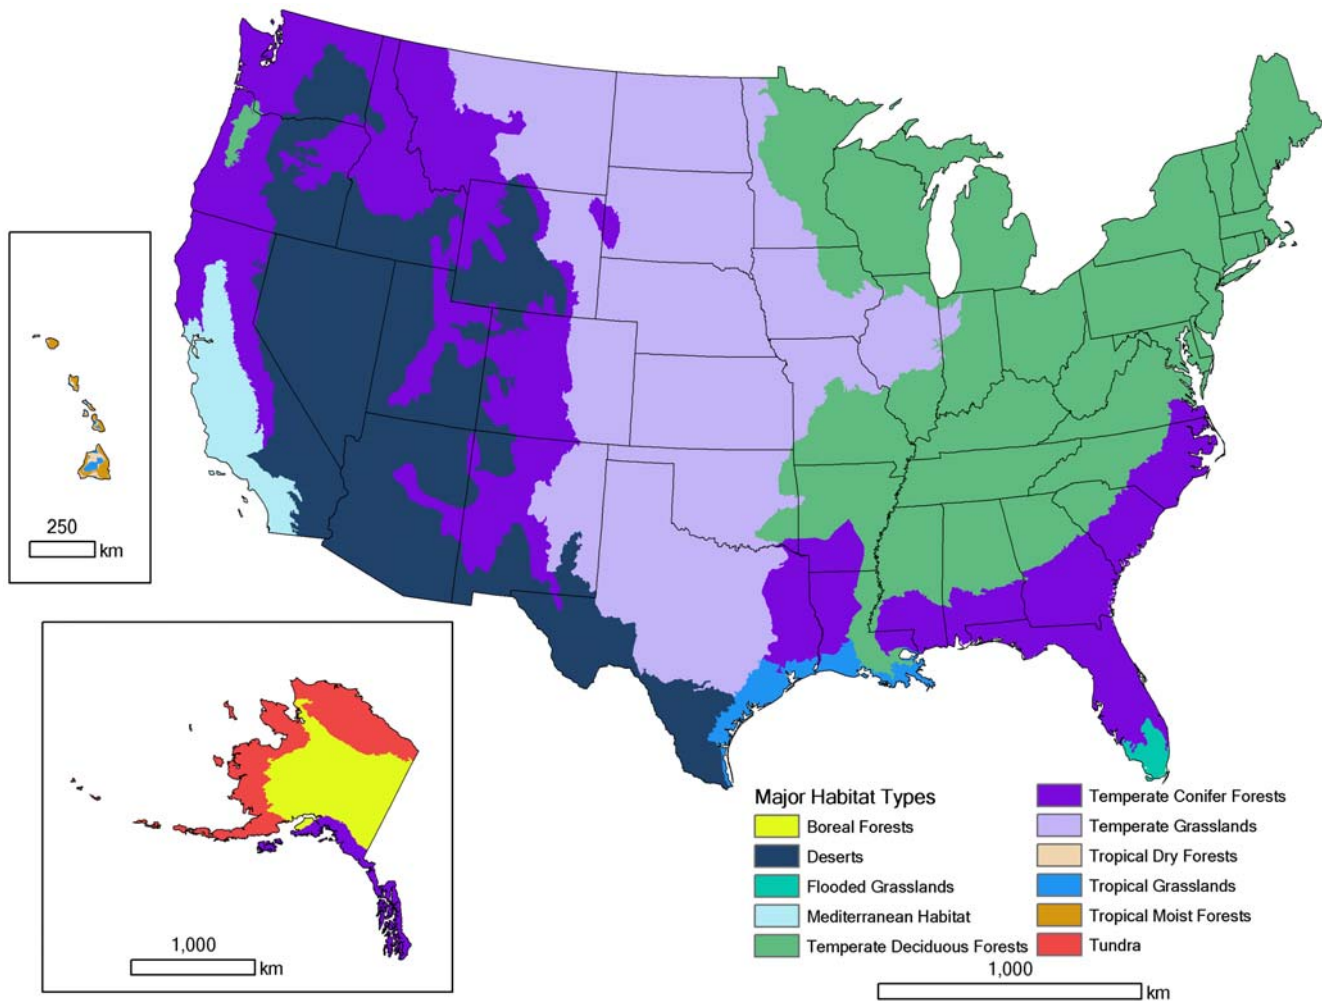 250
km
1,000
km
Major Habitat Types
Boreal Forests
Deserts
Flooded Grasslands
Mediterranean Habitat
Temperate Deciduous Forests
Temperate Conifer Forests
Temperate Grasslands
Tropical Dry Forests
Tropical Grasslands
Tropical Moist Forests
Tundra
1,000
km